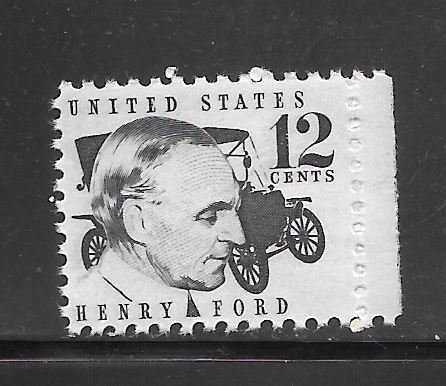 UNITED STATES
12
CENTS
HENRY FORD